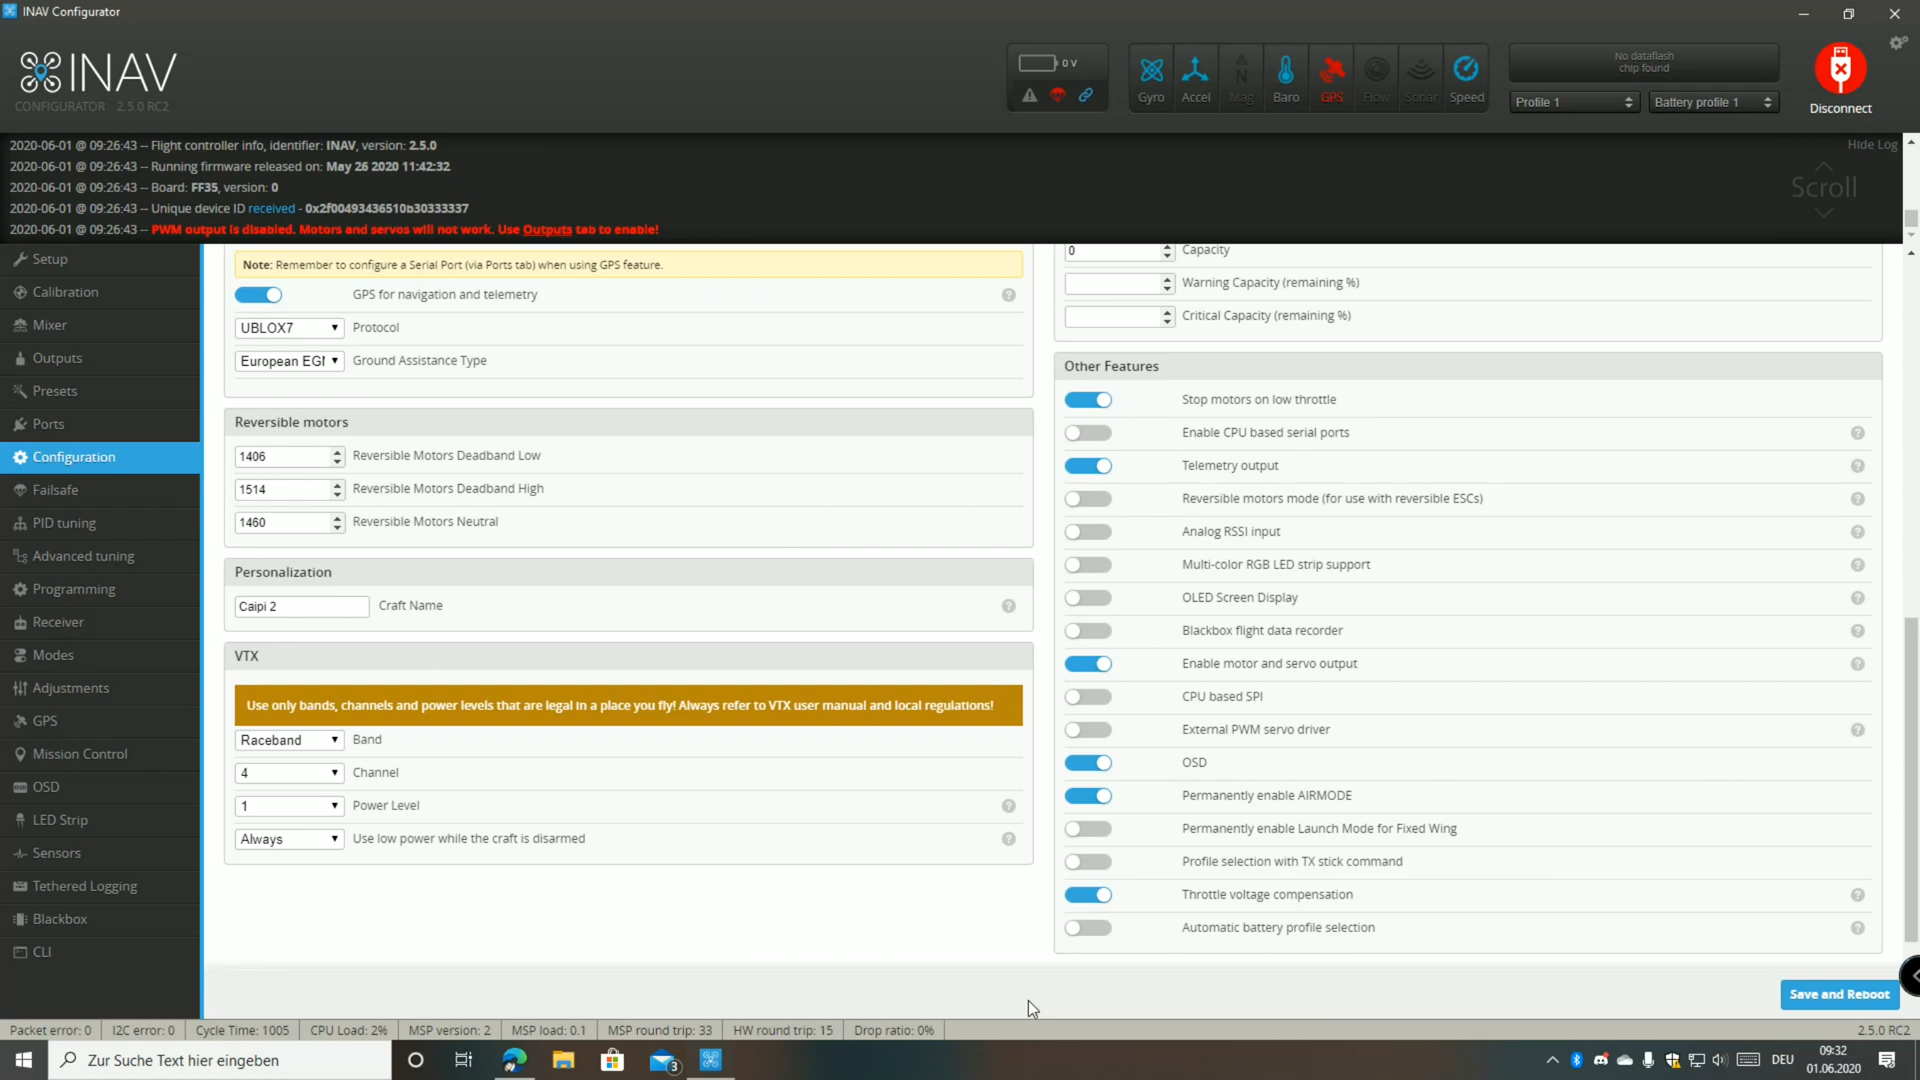 INAV Configurator
INAV
CONFIGURATOR 2.5.0 RC2
0 V
Gyro
Accel
Mag
Baro
GPS
Flow
Sonar
Speed
No dataflash
chip found
Profile 1
Battery profile 1
Disconnect
2020-06-01 @ 09:26:43 -- Flight controller info, identifier: INAV, version: 2.5.0
2020-06-01 @ 09:26:43 -- Running firmware released on: May 26 2020 11:42:32
2020-06-01 @ 09:26:43 -- Board: FF35, version: 0
2020-06-01 @ 09:26:43 -- Unique device ID received - 0x2f00493436510b30333337
2020-06-01 @ 09:26:43 -- PWM output is disabled. Motors and servos will not work. Use Outputs tab to enable!
Hide Log
Scroll
Setup
Calibration
Mixer
Outputs
Presets
Ports
Configuration
Failsafe
PID tuning
Advanced tuning
Programming
Receiver
Modes
Adjustments
GPS
Mission Control
OSD
LED Strip
Sensors
Tethered Logging
Blackbox
CLI
Note: Remember to configure a Serial Port (via Ports tab) when using GPS feature.
GPS for navigation and telemetry
UBLOX7 Protocol
European EGN Ground Assistance Type
Reversible motors
1406 Reversible Motors Deadband Low
1514 Reversible Motors Deadband High
1460 Reversible Motors Neutral
Personalization
Caipi 2 Craft Name
VTX
Use only bands, channels and power levels that are legal in a place you fly! Always refer to VTX user manual and local regulations!
Raceband Band
4 Channel
1 Power Level
Always Use low power while the craft is disarmed
0 Capacity
Warning Capacity (remaining %)
Critical Capacity (remaining %)
Other Features
Stop motors on low throttle
Enable CPU based serial ports
Telemetry output
Reversible motors mode (for use with reversible ESCs)
Analog RSSI input
Multi-color RGB LED strip support
OLED Screen Display
Blackbox flight data recorder
Enable motor and servo output
CPU based SPI
External PWM servo driver
OSD
Permanently enable AIRMODE
Permanently enable Launch Mode for Fixed Wing
Profile selection with TX stick command
Throttle voltage compensation
Automatic battery profile selection
Save and Reboot
Packet error: 0 I2C error: 0 Cycle Time: 1005 CPU Load: 2% MSP version: 2 MSP load: 0.1 MSP round trip: 33 HW round trip: 15 Drop ratio: 0% 2.5.0 RC2
Zur Suche Text hier eingeben
3
DEU
09:32
01.06.2020